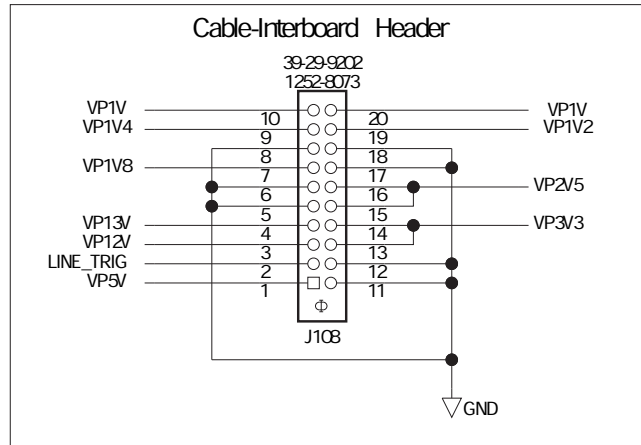 Cable-Interboard Header
39-29-9202
1252-8073
VP1V VP1V
10 20
VP1V4 VP1V2
9 19
8 18
VP1V8
7 17
VP2V5
6 16
5 15
VP13V VP3V3
4 14
VP12V
3 13
LINE_TRIG
2 12
VP5V
1 11
Φ
J108
GND